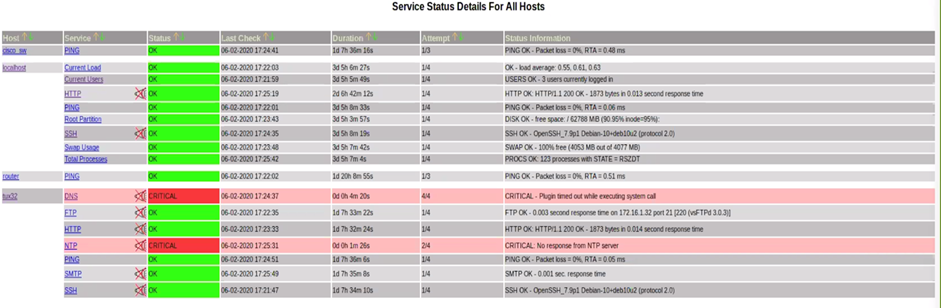 Service Status Details For All Hosts
Host Service Status Last Check Duration Attempt Status Information
cisco_sw PING OK 06-02-2020 17:24:41 1d 7h 36m 16s 1/3 PING OK - Packet loss = 0%, RTA = 0.48 ms
localhost Current Load OK 06-02-2020 17:22:03 3d 5h 6m 27s 1/4 OK - load average: 0.55, 0.61, 0.63
Current Users OK 06-02-2020 17:21:59 3d 5h 5m 49s 1/4 USERS OK - 3 users currently logged in
HTTP OK 06-02-2020 17:25:19 2d 6h 42m 12s 1/4 HTTP OK: HTTP/1.1 200 OK - 1873 bytes in 0.013 second response time
PING OK 06-02-2020 17:22:01 3d 5h 8m 33s 1/4 PING OK - Packet loss = 0%, RTA = 0.06 ms
Root Partition OK 06-02-2020 17:23:43 3d 5h 3m 57s 1/4 DISK OK - free space: / 62788 MiB (90.95% inode=95%):
SSH OK 06-02-2020 17:24:35 3d 5h 8m 19s 1/4 SSH OK - OpenSSH_7.9p1 Debian-10+deb10u2 (protocol 2.0)
Swap Usage OK 06-02-2020 17:23:48 3d 5h 7m 42s 1/4 SWAP OK - 100% free (4053 MB out of 4077 MB)
Total Processes OK 06-02-2020 17:25:42 3d 5h 7m 4s 1/4 PROCS OK: 123 processes with STATE = RSZDT
router PING OK 06-02-2020 17:22:02 1d 20h 8m 55s 1/3 PING OK - Packet loss = 0%, RTA = 0.51 ms
tux32 DNS CRITICAL 06-02-2020 17:24:37 0d 0h 4m 20s 4/4 CRITICAL - Plugin timed out while executing system call
FTP OK 06-02-2020 17:22:35 1d 7h 33m 22s 1/4 FTP OK - 0.003 second response time on 172.16.1.32 port 21 [220 (vsFTPd 3.0.3)]
HTTP OK 06-02-2020 17:23:33 1d 7h 32m 24s 1/4 HTTP OK: HTTP/1.1 200 OK - 1873 bytes in 0.014 second response time
NTP CRITICAL 06-02-2020 17:25:31 0d 0h 1m 26s 2/4 CRITICAL: No response from NTP server
PING OK 06-02-2020 17:24:51 1d 7h 36m 6s 1/4 PING OK - Packet loss = 0%, RTA = 0.05 ms
SMTP OK 06-02-2020 17:25:49 1d 7h 35m 8s 1/4 SMTP OK - 0.001 sec. response time
SSH OK 06-02-2020 17:21:47 1d 7h 34m 10s 1/4 SSH OK - OpenSSH_7.9p1 Debian-10+deb10u2 (protocol 2.0)